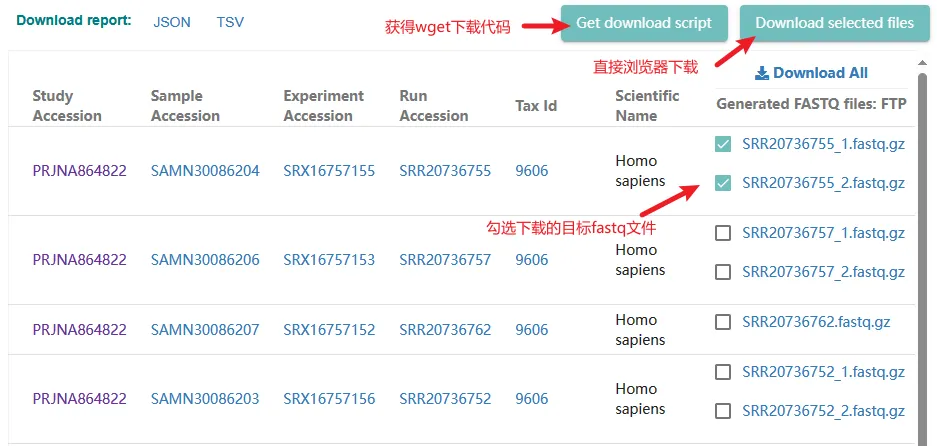 Download report: JSON TSV
获得wget下载代码
Get download script
Download selected files
直接浏览器下载
Download All
Study Accession
Sample Accession
Experiment Accession
Run Accession
Tax Id
Scientific Name
Generated FASTQ files: FTP
PRJNA864822 SAMN30086204 SRX16757155 SRR20736755 9606 Homo sapiens
SRR20736755_1.fastq.gz
SRR20736755_2.fastq.gz
勾选下载的目标fastq文件
PRJNA864822 SAMN30086206 SRX16757153 SRR20736757 9606 Homo sapiens
SRR20736757_1.fastq.gz
SRR20736757_2.fastq.gz
PRJNA864822 SAMN30086207 SRX16757152 SRR20736762 9606 Homo sapiens
SRR20736762.fastq.gz
PRJNA864822 SAMN30086203 SRX16757156 SRR20736752 9606 Homo sapiens
SRR20736752_1.fastq.gz
SRR20736752_2.fastq.gz